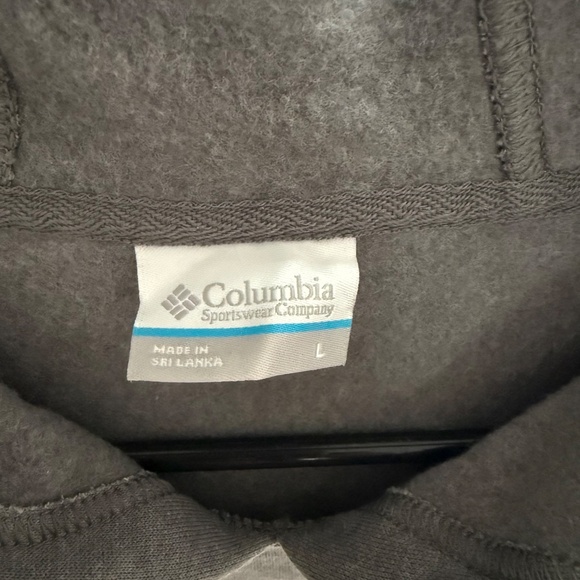 Columbia
Sportswear Company
MADE IN
SRI LANKA
L